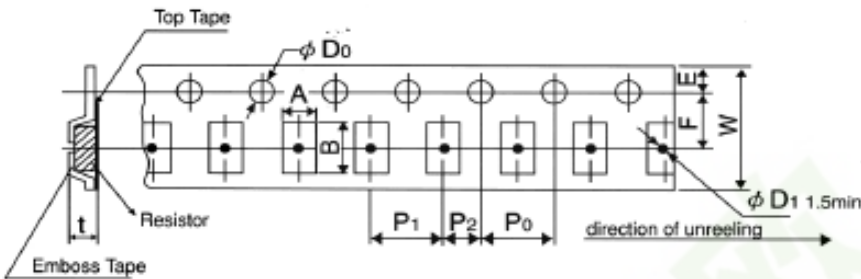 Top Tape
φ D0
A
B
E
F
W
t
Resistor
P1
P2
P0
φ D1 1.5min
direction of unreeling
Emboss Tape